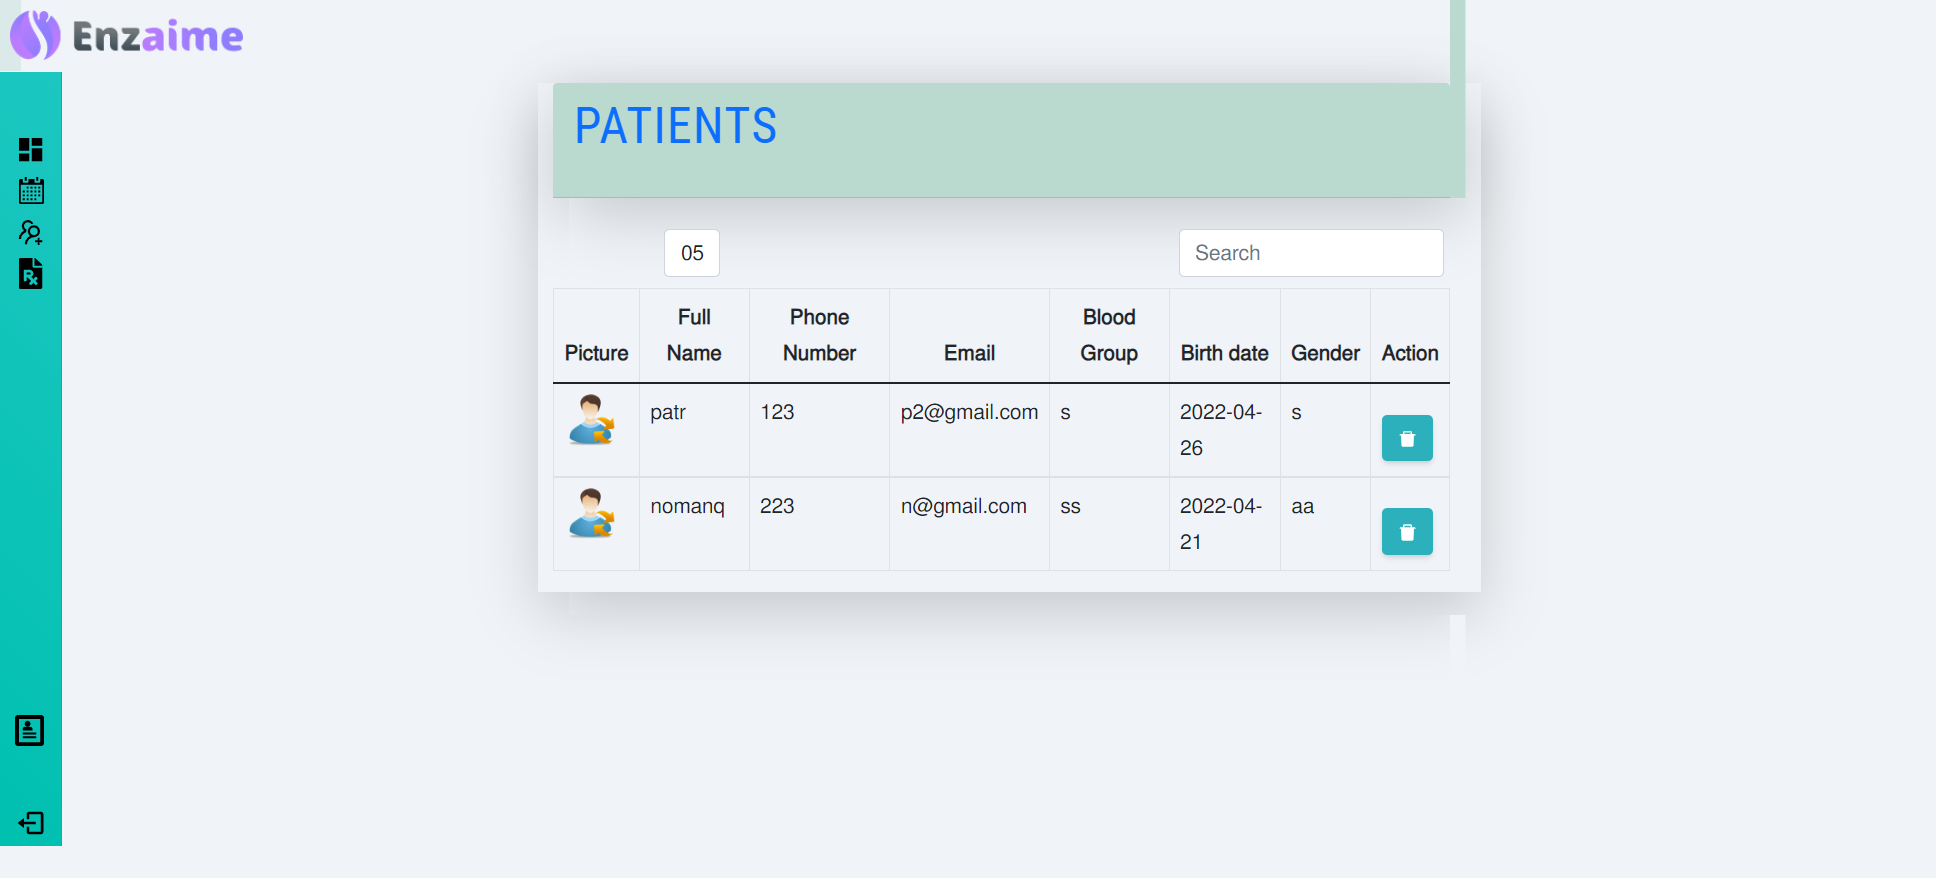 Enzaime
PATIENTS
05
Search
Picture
Full
Name
Phone
Number
Email
Blood
Group
Birth date
Gender
Action
patr
123
p2@gmail.com
s
2022-04-
26
s
nomanq
223
n@gmail.com
ss
2022-04-
21
aa